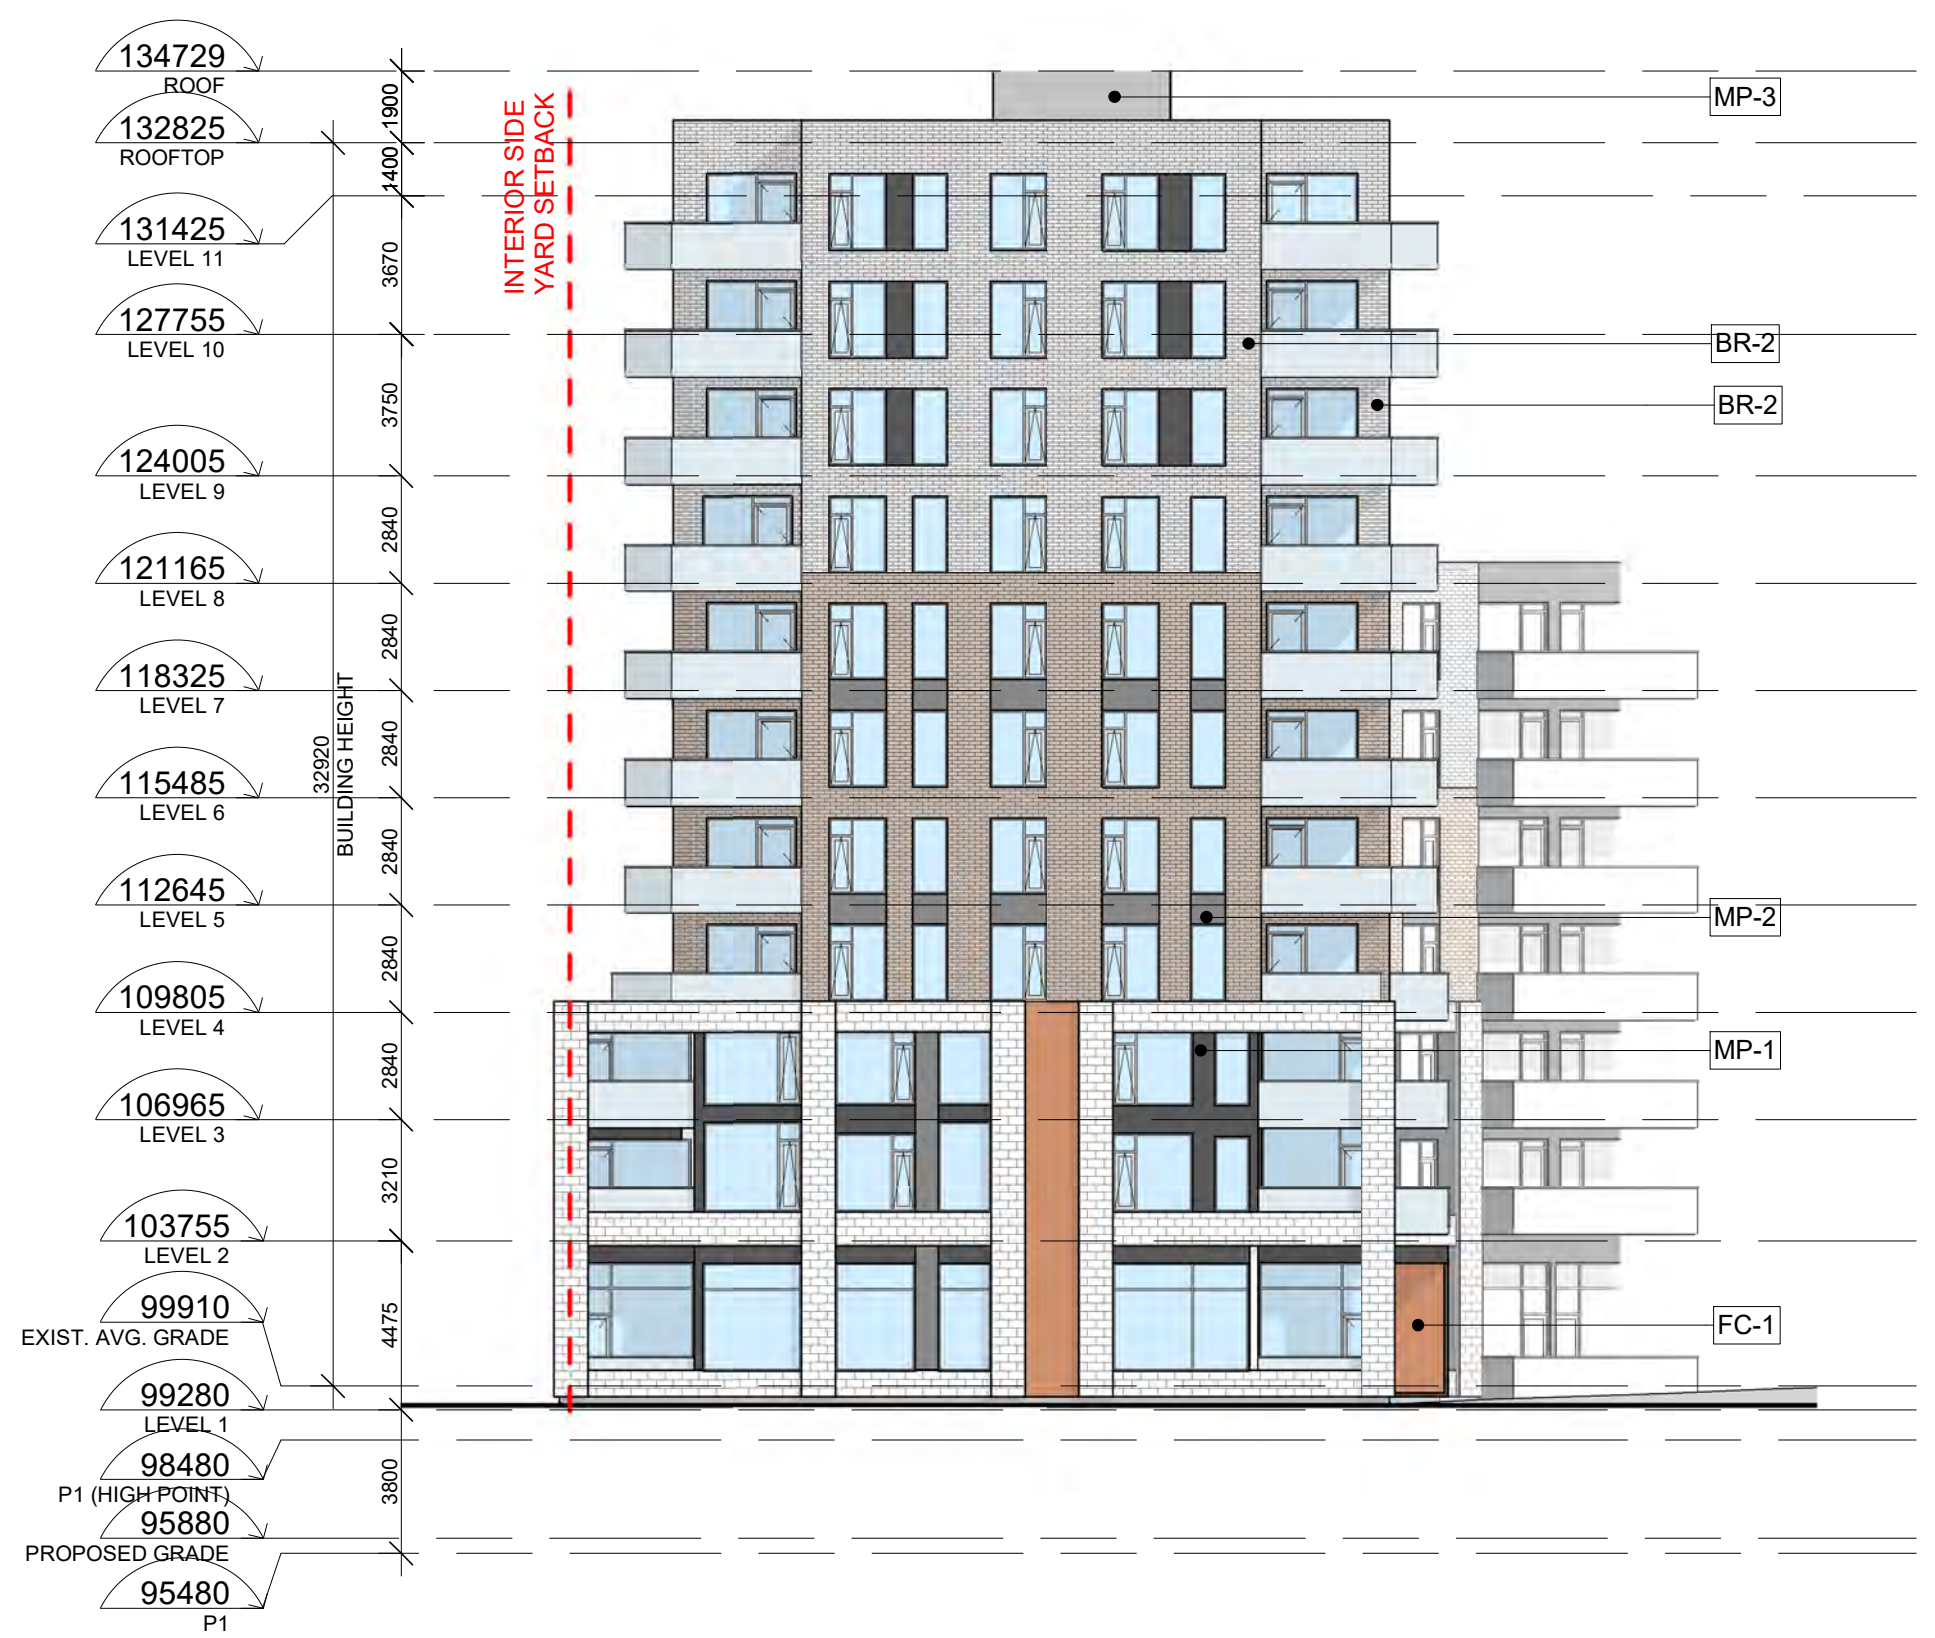 134729
ROOF
132825
ROOFTOP
131425
LEVEL 11
127755
LEVEL 10
124005
LEVEL 9
121165
LEVEL 8
118325
LEVEL 7
115485
LEVEL 6
112645
LEVEL 5
109805
LEVEL 4
106965
LEVEL 3
103755
LEVEL 2
99910
EXIST. AVG. GRADE
99280
LEVEL 1
98480
P1 (HIGH POINT)
95880
PROPOSED GRADE
95480
P1
32920
BUILDING HEIGHT
1900
1400
3670
3750
2840
2840
2840
2840
2840
2840
3210
4475
3800
INTERIOR SIDE
YARD SETBACK
MP-3
BR-2
BR-2
MP-2
MP-1
FC-1